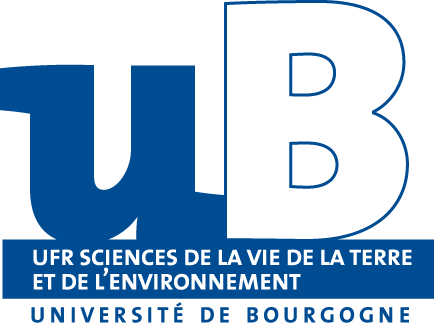 uB
UFR SCIENCES DE LA VIE DE LA TERRE
ET DE L'ENVIRONNEMENT
UNIVERSITÉ DE BOURGOGNE